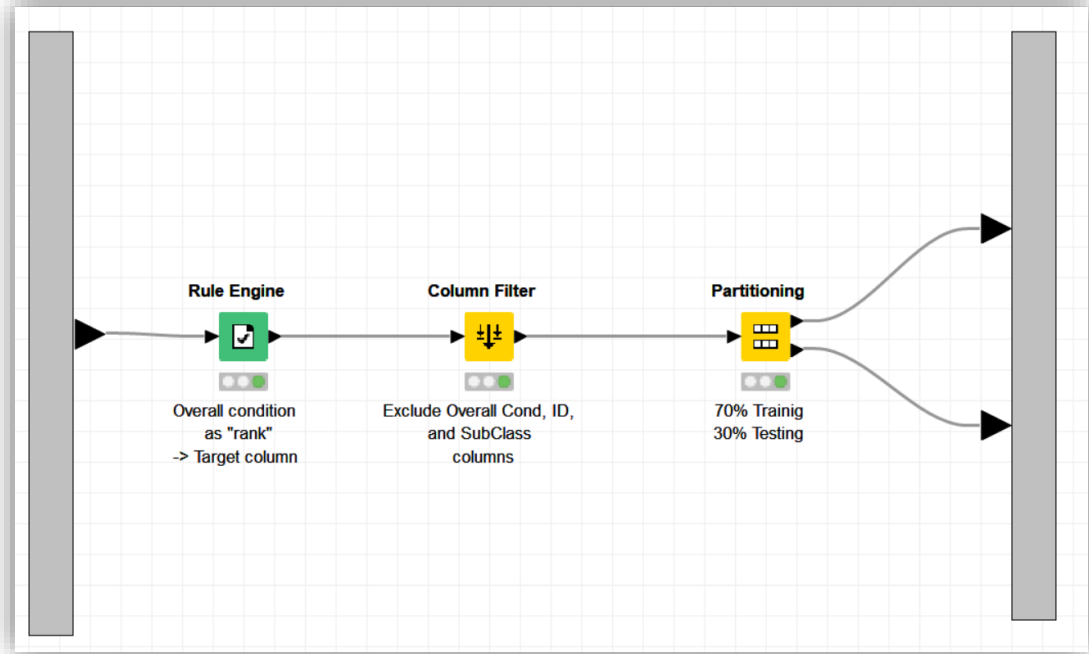 Rule Engine
Column Filter
Partitioning
Overall condition
as "rank"
-> Target column
Exclude Overall Cond, ID,
and SubClass
columns
70% Trainig
30% Testing